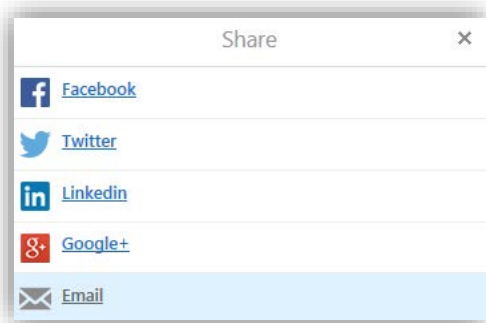 Share ×
Facebook
Twitter
Linkedin
Google+
Email